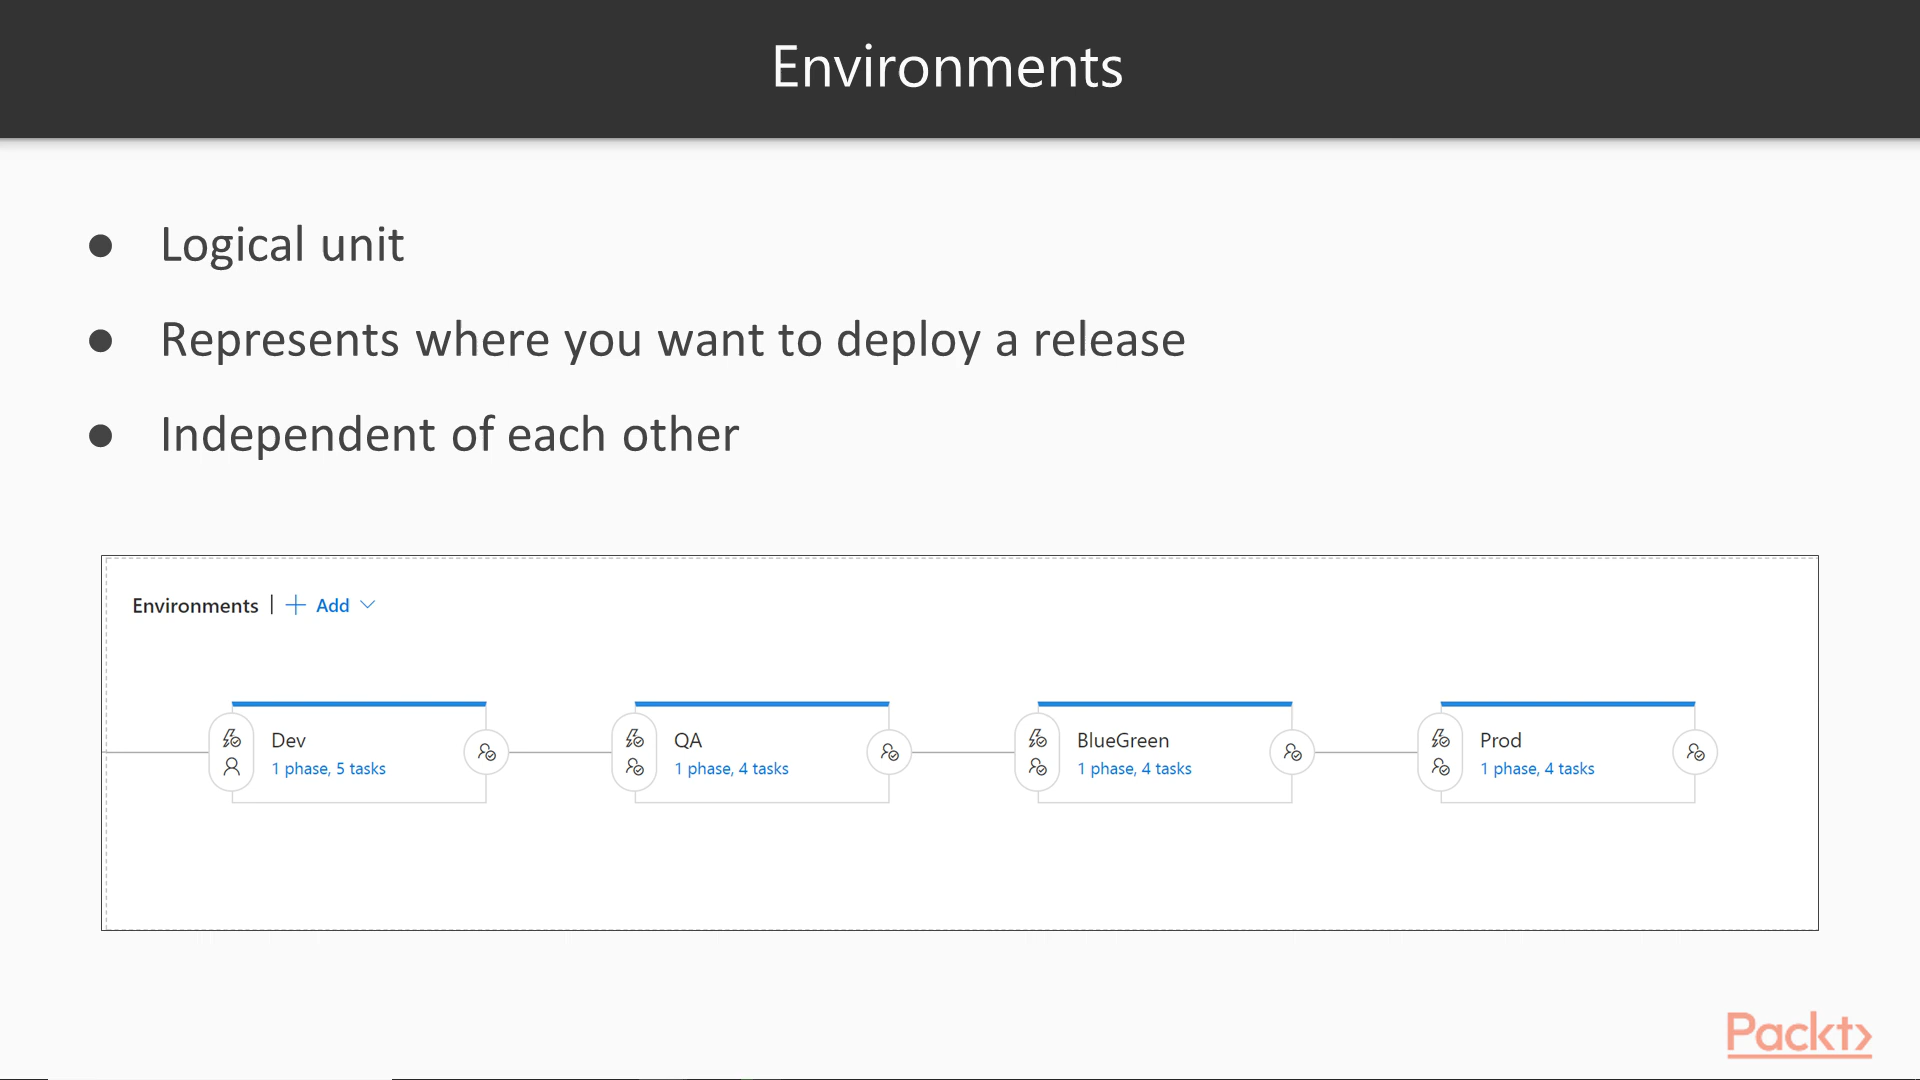 Environments
● Logical unit
● Represents where you want to deploy a release
● Independent of each other
Environments | + Add
Dev
1 phase, 5 tasks
QA
1 phase, 4 tasks
BlueGreen
1 phase, 4 tasks
Prod
1 phase, 4 tasks
Packt>